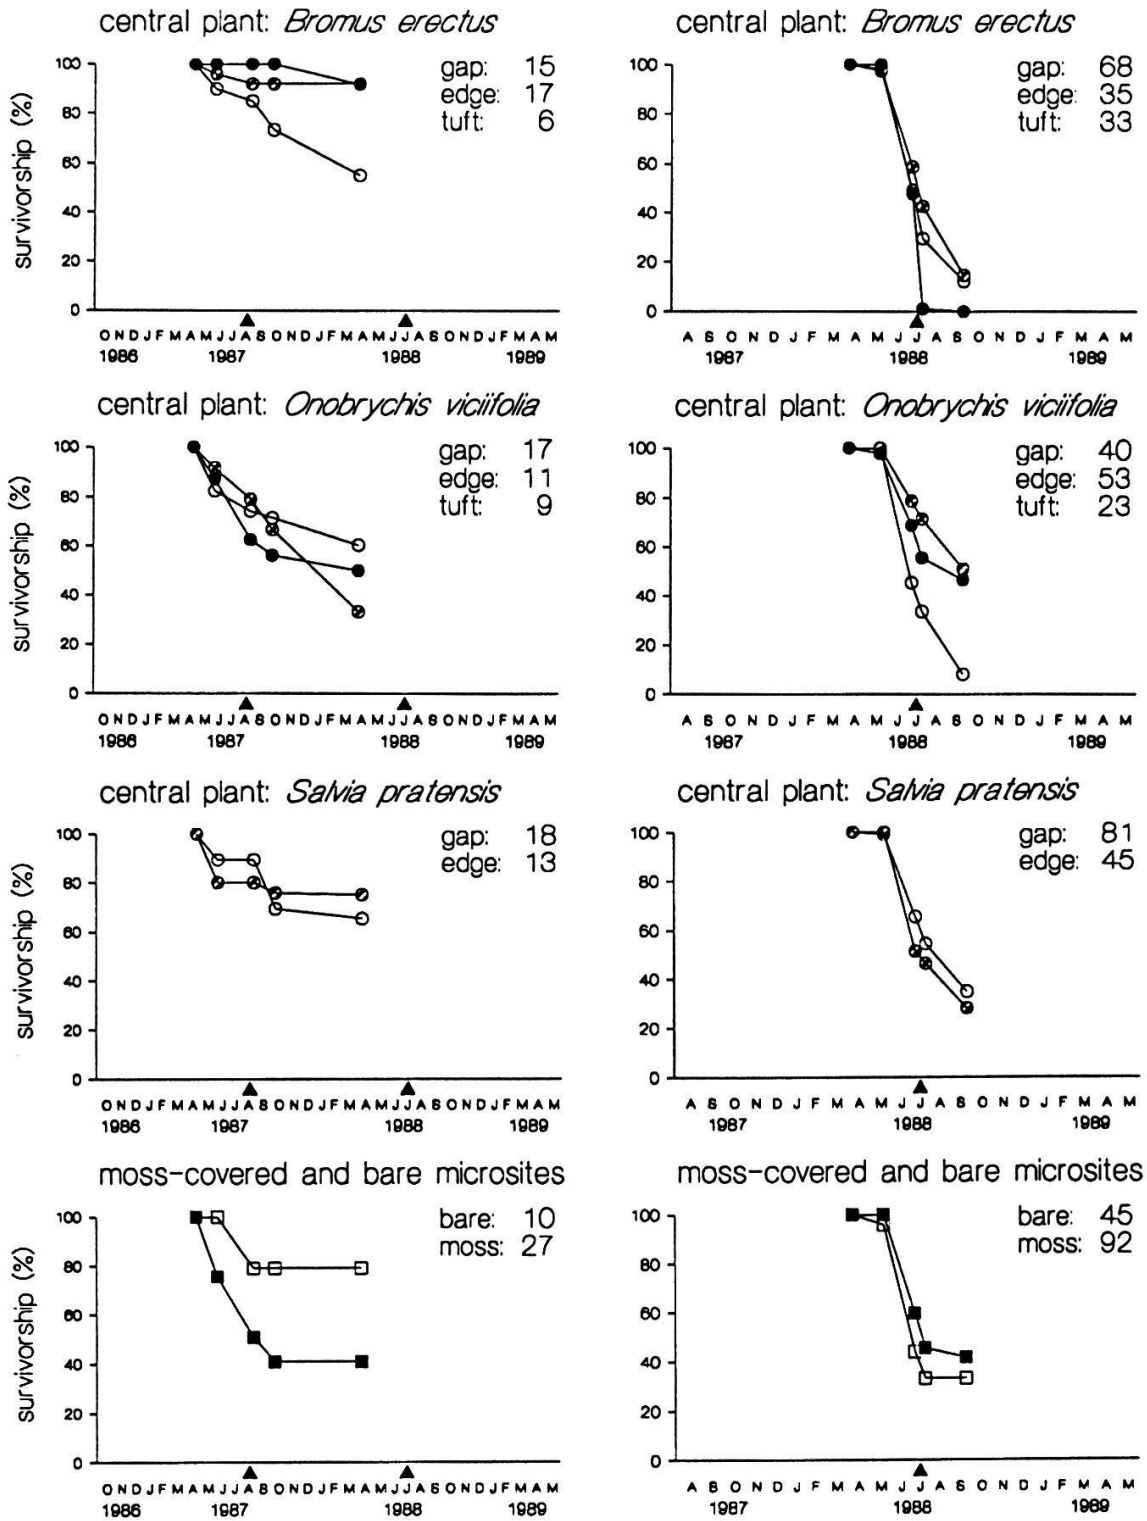 central plant: Bromus erectus
survivorship (%)
100
80
60
40
20
0
gap: 15
edge: 17
tuft: 6
O N D J F M A M J J A S O N D J F M A M J J A S O N D J F M A M
1986 1987 1988 1989
central plant: Bromus erectus
100
80
60
40
20
0
gap: 68
edge: 35
tuft: 33
A S O N D J F M A M J J A S O N D J F M A M
1987 1988 1989
central plant: Onobrychis viciifolia
survivorship (%)
100
80
60
40
20
0
gap: 17
edge: 11
tuft: 9
O N D J F M A M J J A S O N D J F M A M J J A S O N D J F M A M
1986 1987 1988 1989
central plant: Onobrychis viciifolia
100
80
60
40
20
0
gap: 40
edge: 53
tuft: 23
A S O N D J F M A M J J A S O N D J F M A M
1987 1988 1989
central plant: Salvia pratensis
survivorship (%)
100
80
60
40
20
0
gap: 18
edge: 13
O N D J F M A M J J A S O N D J F M A M J J A S O N D J F M A M
1986 1987 1988 1989
central plant: Salvia pratensis
100
80
60
40
20
0
gap: 81
edge: 45
A S O N D J F M A M J J A S O N D J F M A M
1987 1988 1989
moss-covered and bare microsites
survivorship (%)
100
80
60
40
20
0
bare: 10
moss: 27
O N D J F M A M J J A S O N D J F M A M J J A S O N D J F M A M
1986 1987 1988 1989
moss-covered and bare microsites
100
80
60
40
20
0
bare: 45
moss: 92
A S O N D J F M A M J J A S O N D J F M A M
1987 1988 1989